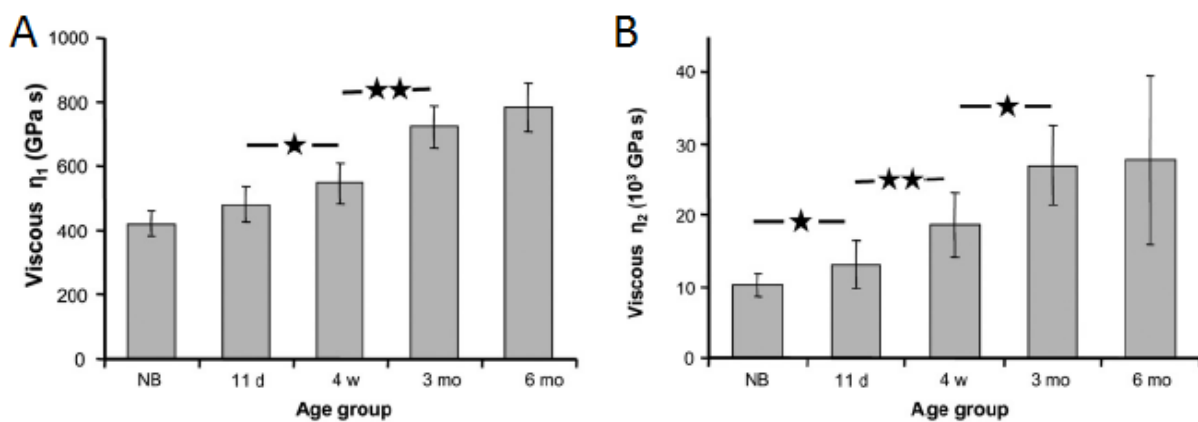 A
Viscous η₁ (GPa s)
1000
800
600
400
200
0
★★
★
NB 11 d 4 w 3 mo 6 mo
Age group
B
Viscous η₂ (10³ GPa s)
40
30
20
10
0
★
★★
★
NB 11 d 4 w 3 mo 6 mo
Age group